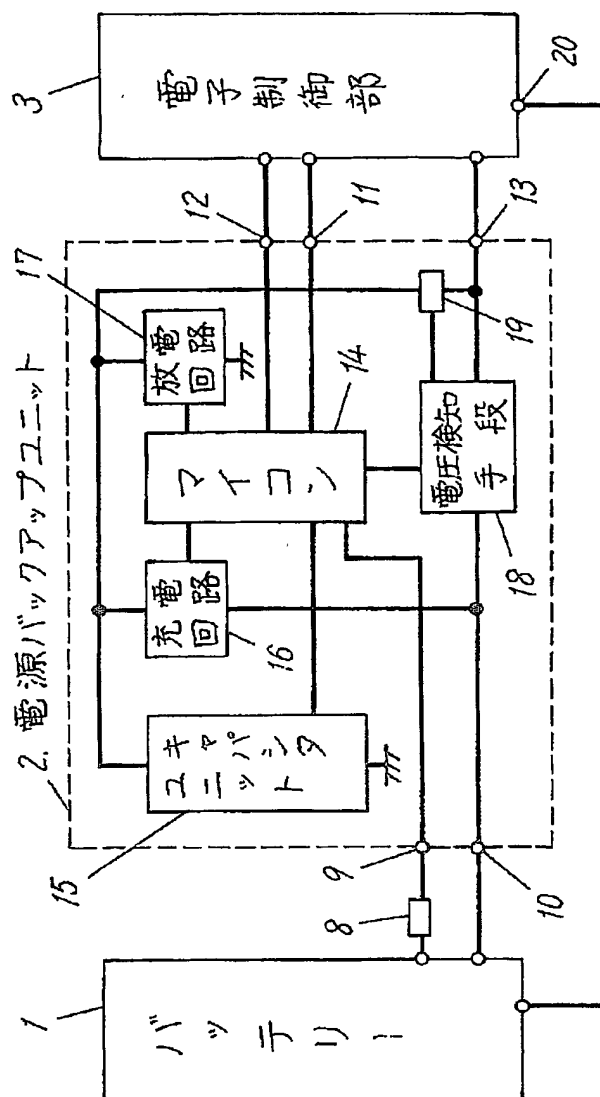 2. 電源バックアップユニット
1
バッテリー
3
電子制御部
15
キャパシタ
ユニット
充電
回路
16
放電
回路
17
マイコン
14
電圧検知
手段
18
19
8
9
10
12
11
13
20